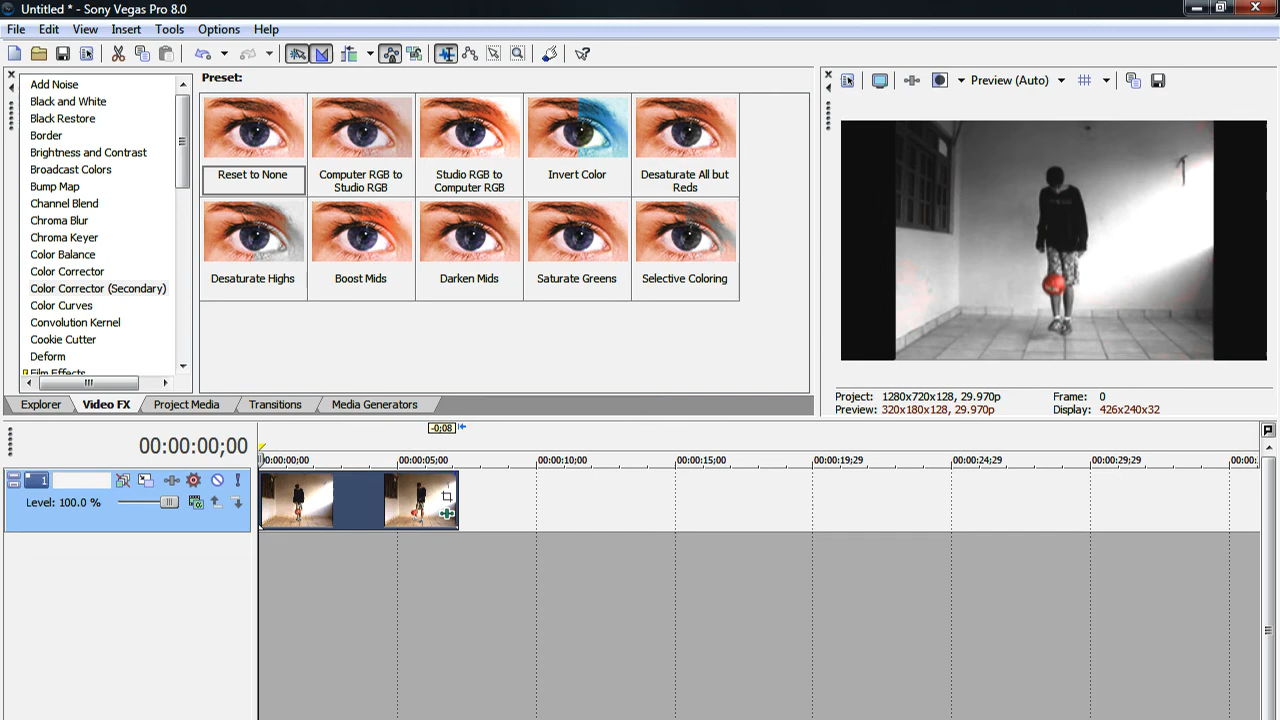 Untitled * - Sony Vegas Pro 8.0
File Edit View Insert Tools Options Help
Add Noise
Black and White
Black Restore
Border
Brightness and Contrast
Broadcast Colors
Bump Map
Channel Blend
Chroma Blur
Chroma Keyer
Color Balance
Color Corrector
Color Corrector (Secondary)
Color Curves
Convolution Kernel
Cookie Cutter
Deform
Film Effects
Preset:
Reset to None
Computer RGB to
Studio RGB
Studio RGB to
Computer RGB
Invert Color
Desaturate All but
Reds
Desaturate Highs
Boost Mids
Darken Mids
Saturate Greens
Selective Coloring
Preview (Auto)
Project: 1280x720x128, 29.970p Frame: 0
Preview: 320x180x128, 29.970p Display: 426x240x32
Explorer Video FX Project Media Transitions Media Generators
-0;08
00:00:00;00
00:00:00;00 00:00:05;00 00:00:10;00 00:00:15;00 00:00:19;29 00:00:24;29 00:00:29;29 00:00:
1
Level: 100.0 %